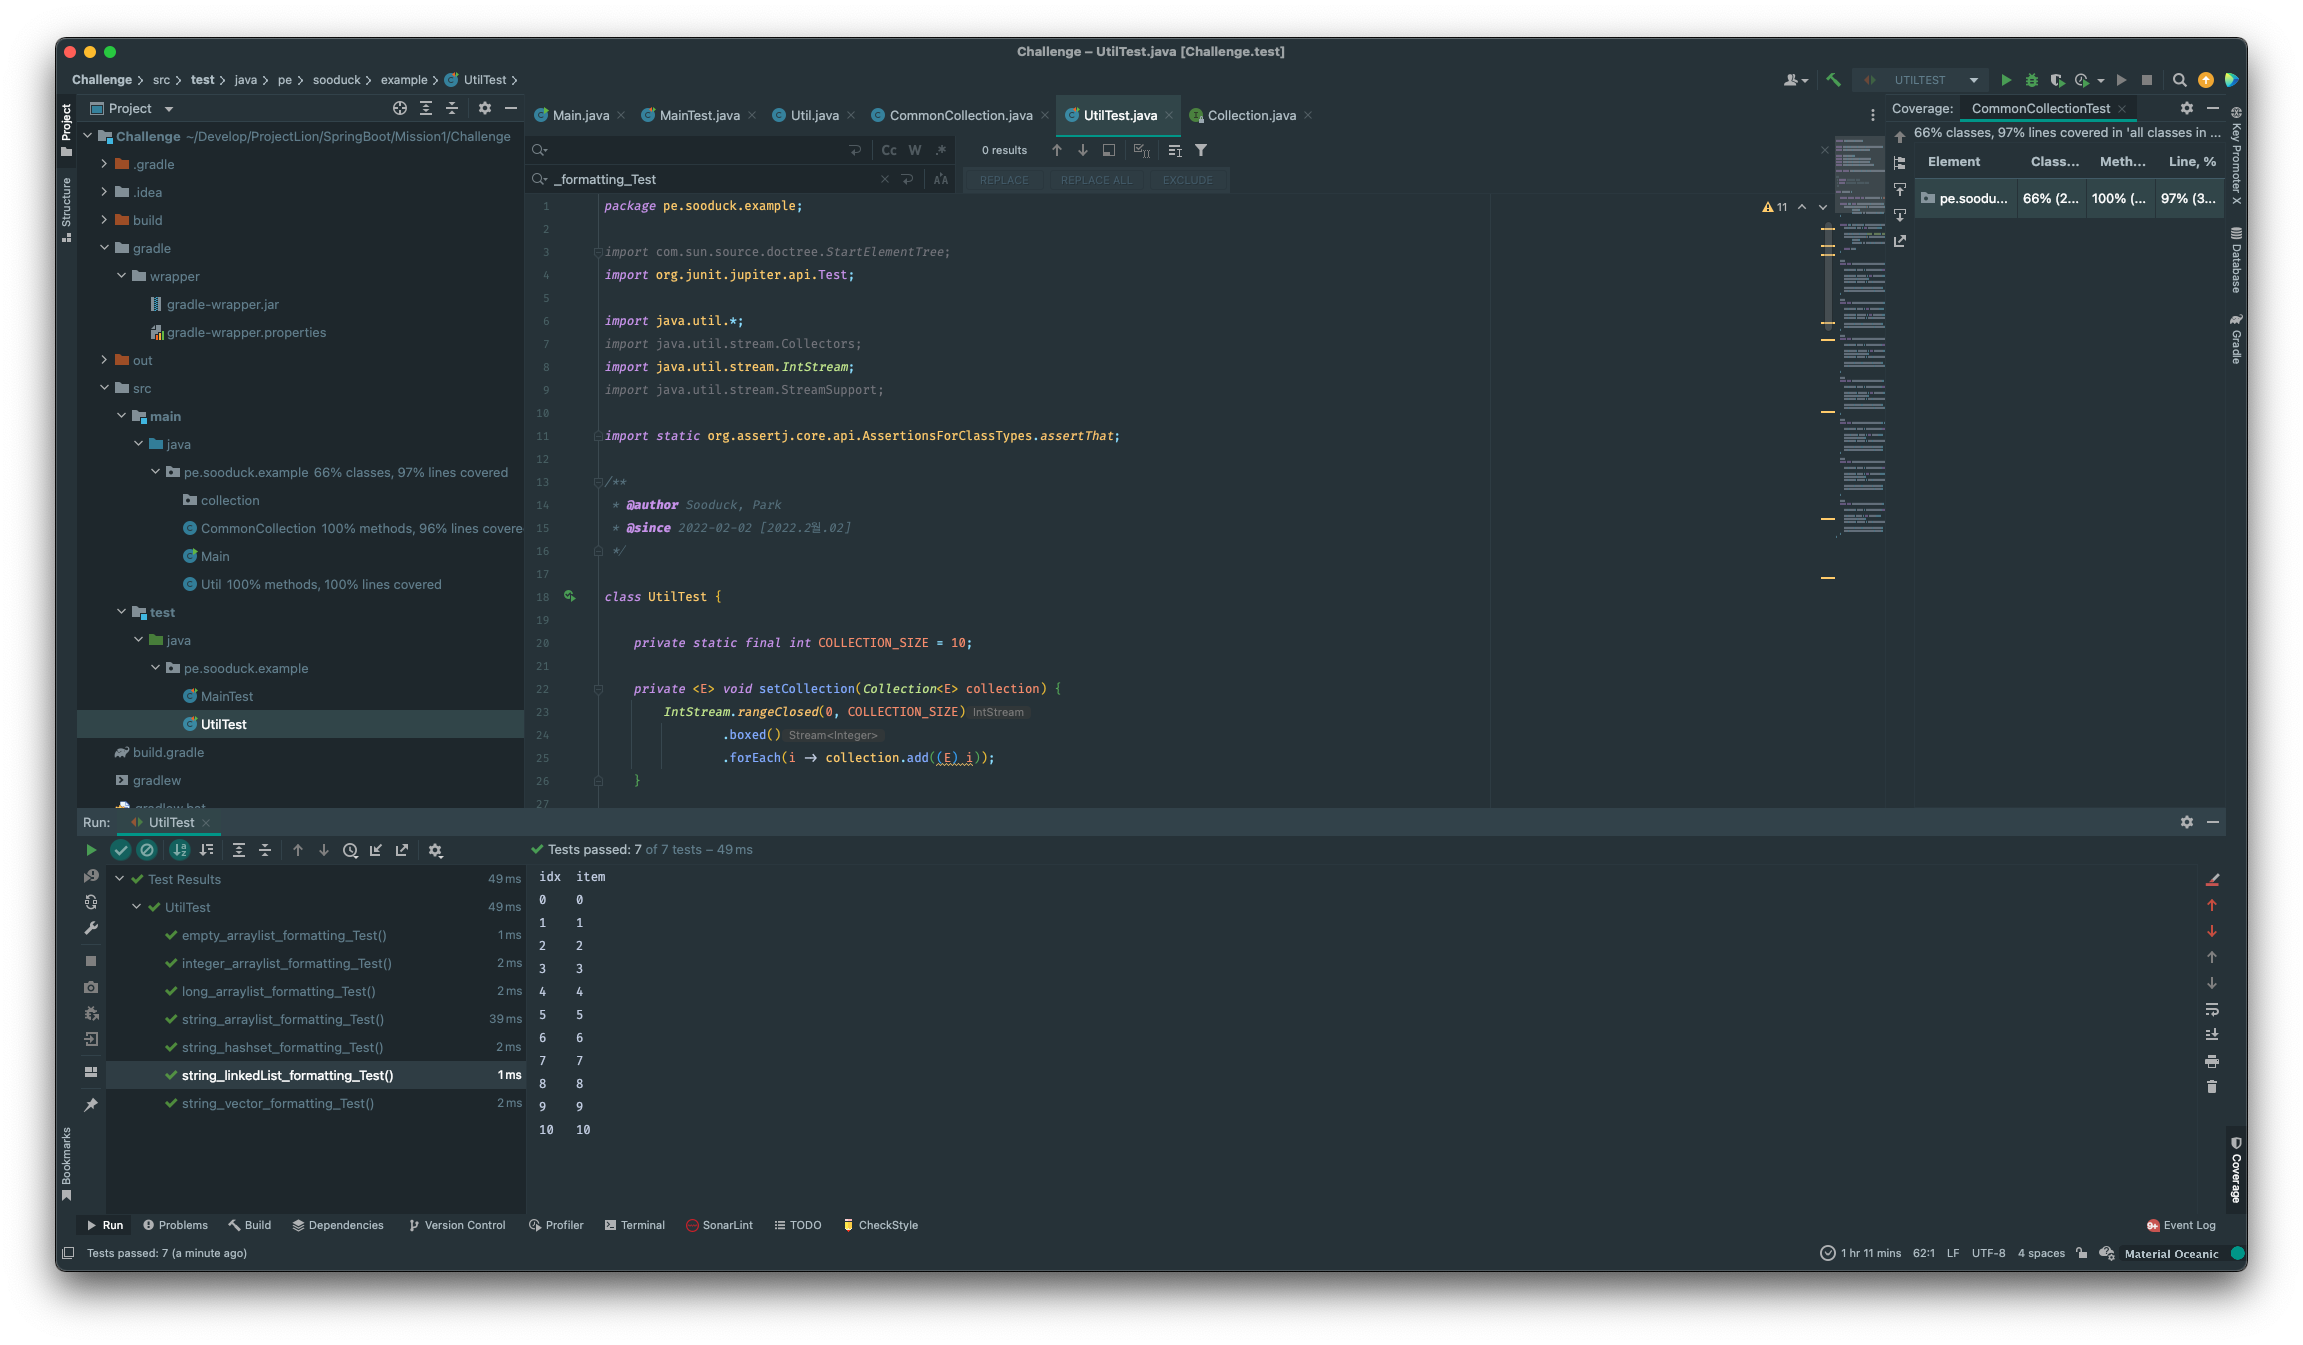 Challenge – UtilTest.java [Challenge.test]
Challenge > src > test > java > pe > sooduck > example > UtilTest >
UTILTEST
Project
Main.java
MainTest.java
Util.java
CommonCollection.java
UtilTest.java
Collection.java
Coverage: CommonCollectionTest
Challenge ~/Develop/ProjectLion/SpringBoot/Mission1/Challenge
.gradle
.idea
build
gradle
wrapper
gradle-wrapper.jar
gradle-wrapper.properties
out
src
main
java
pe.sooduck.example 66% classes, 97% lines covered
collection
CommonCollection 100% methods, 96% lines covere
Main
Util 100% methods, 100% lines covered
test
java
pe.sooduck.example
MainTest
UtilTest
build.gradle
gradlew
gradlew.bat
Cc W .*
0 results
_formatting_Test
REPLACE REPLACE ALL EXCLUDE
11
1 package pe.sooduck.example;
2
3 import com.sun.source.doctree.StartElementTree;
4 import org.junit.jupiter.api.Test;
5
6 import java.util.*;
7 import java.util.stream.Collectors;
8 import java.util.stream.IntStream;
9 import java.util.stream.StreamSupport;
10
11 import static org.assertj.core.api.AssertionsForClassTypes.assertThat;
12
13 /**
14 * @author Sooduck, Park
15 * @since 2022-02-02 [2022.2월.02]
16 */
17
18 class UtilTest {
19
20 private static final int COLLECTION_SIZE = 10;
21
22 private <E> void setCollection(Collection<E> collection) {
23 IntStream.rangeClosed(0, COLLECTION_SIZE) IntStream
24 .boxed() Stream<Integer>
25 .forEach(i → collection.add((E) i));
26 }
27
66% classes, 97% lines covered in 'all classes in ...
Element Class... Meth... Line, %
pe.soodu... 66% (2... 100% (... 97% (3...
Project
Structure
Bookmarks
Key Promoter X
Database
Gradle
Coverage
Run: UtilTest
Tests passed: 7 of 7 tests – 49 ms
Test Results 49 ms
UtilTest 49 ms
empty_arraylist_formatting_Test() 1 ms
integer_arraylist_formatting_Test() 2 ms
long_arraylist_formatting_Test() 2 ms
string_arraylist_formatting_Test() 39 ms
string_hashset_formatting_Test() 2 ms
string_linkedList_formatting_Test() 1 ms
string_vector_formatting_Test() 2 ms
idx item
0 0
1 1
2 2
3 3
4 4
5 5
6 6
7 7
8 8
9 9
10 10
Run Problems Build Dependencies Version Control Profiler Terminal SonarLint TODO CheckStyle
9+ Event Log
Tests passed: 7 (a minute ago)
1 hr 11 mins 62:1 LF UTF-8 4 spaces Material Oceanic